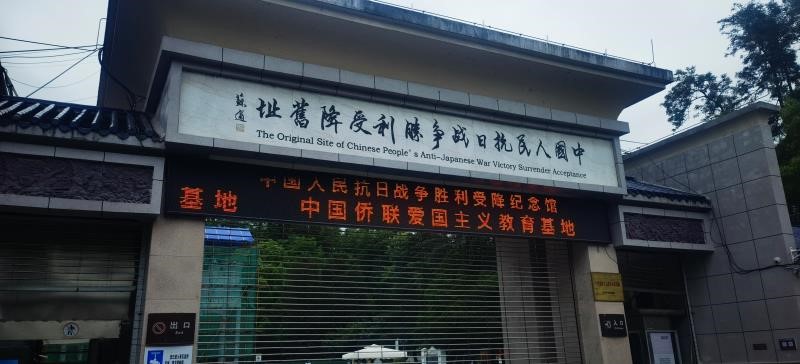 中國人民抗日战争勝利受降舊址
蘇適
The Original Site of Chinese People's Anti-Japanese War Victory Surrender Acceptance
中国人民抗日战争胜利受降纪念馆
基地 中国侨联爱国主义教育基地
出口
入口